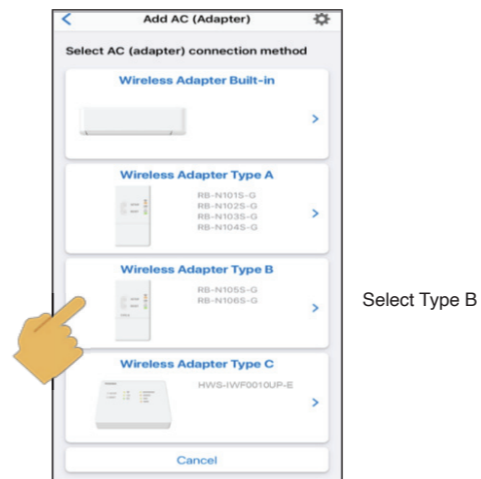 Add AC (Adapter)
Select AC (adapter) connection method
Wireless Adapter Built-in
Wireless Adapter Type A
RB-N101S-G
RB-N102S-G
RB-N103S-G
RB-N104S-G
Wireless Adapter Type B
RB-N105S-G
RB-N106S-G
Select Type B
Wireless Adapter Type C
HWS-IWF0010UP-E
Cancel